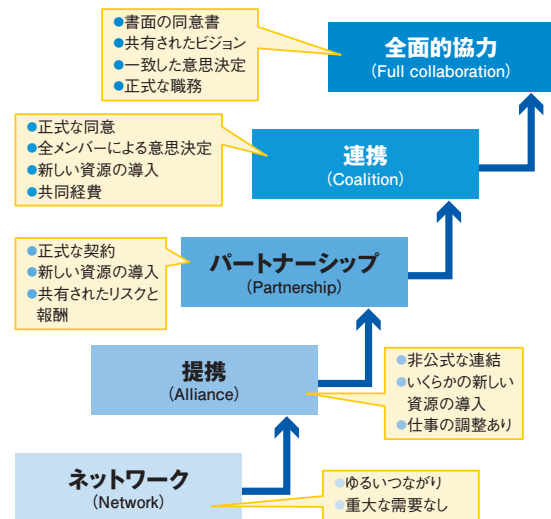 ●書面の同意書
●共有されたビジョン
●一致した意思決定
●正式な職務
全面的協力
(Full collaboration)
●正式な同意
●全メンバーによる意思決定
●新しい資源の導入
●共同経費
連携
(Coalition)
●正式な契約
●新しい資源の導入
●共有されたリスクと
報酬
パートナーシップ
(Partnership)
提携
(Alliance)
●非公式な連結
●いくらかの新しい
資源の導入
●仕事の調整あり
ネットワーク
(Network)
●ゆるいつながり
●重大な需要なし